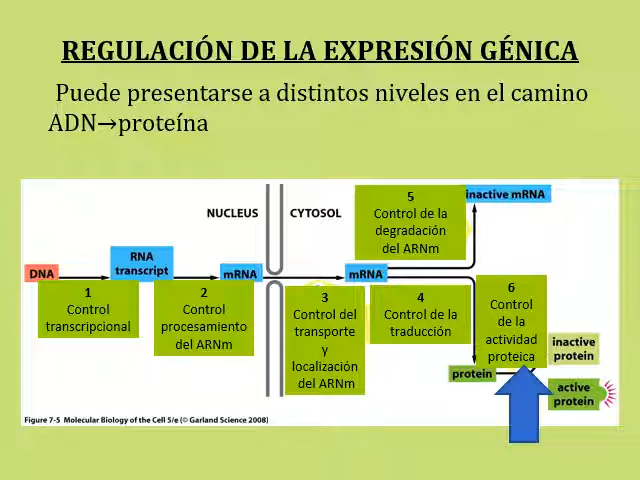 REGULACIÓN DE LA EXPRESIÓN GÉNICA
Puede presentarse a distintos niveles en el camino
ADN→proteína
NUCLEUS
CYTOSOL
5
Control de la
degradación
del ARNm
inactive mRNA
DNA
RNA
transcript
mRNA
mRNA
1
Control
transcripcional
2
Control
procesamiento
del ARNm
3
Control del
transporte
y
localización
del ARNm
4
Control de la
traducción
6
Control
de la
actividad
proteica
protein
inactive
protein
active
protein
Figure 7-5 Molecular Biology of the Cell 5/e (© Garland Science 2008)